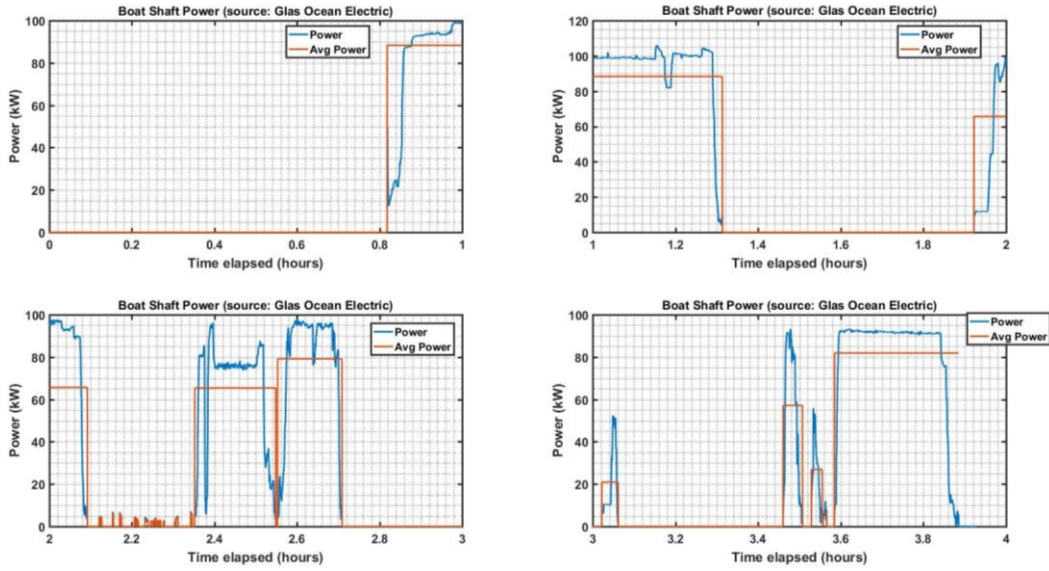 Boat Shaft Power (source: Glas Ocean Electric)
Power (kW)
100
80
60
40
20
0
Power
Avg Power
0 0.2 0.4 0.6 0.8 1
Time elapsed (hours)
Boat Shaft Power (source: Glas Ocean Electric)
Power (kW)
120
100
80
60
40
20
0
Power
Avg Power
1 1.2 1.4 1.6 1.8 2
Time elapsed (hours)
Boat Shaft Power (source: Glas Ocean Electric)
Power (kW)
100
80
60
40
20
0
Power
Avg Power
2 2.2 2.4 2.6 2.8 3
Time elapsed (hours)
Boat Shaft Power (source: Glas Ocean Electric)
Power (kW)
100
80
60
40
20
0
Power
Avg Power
3 3.2 3.4 3.6 3.8 4
Time elapsed (hours)